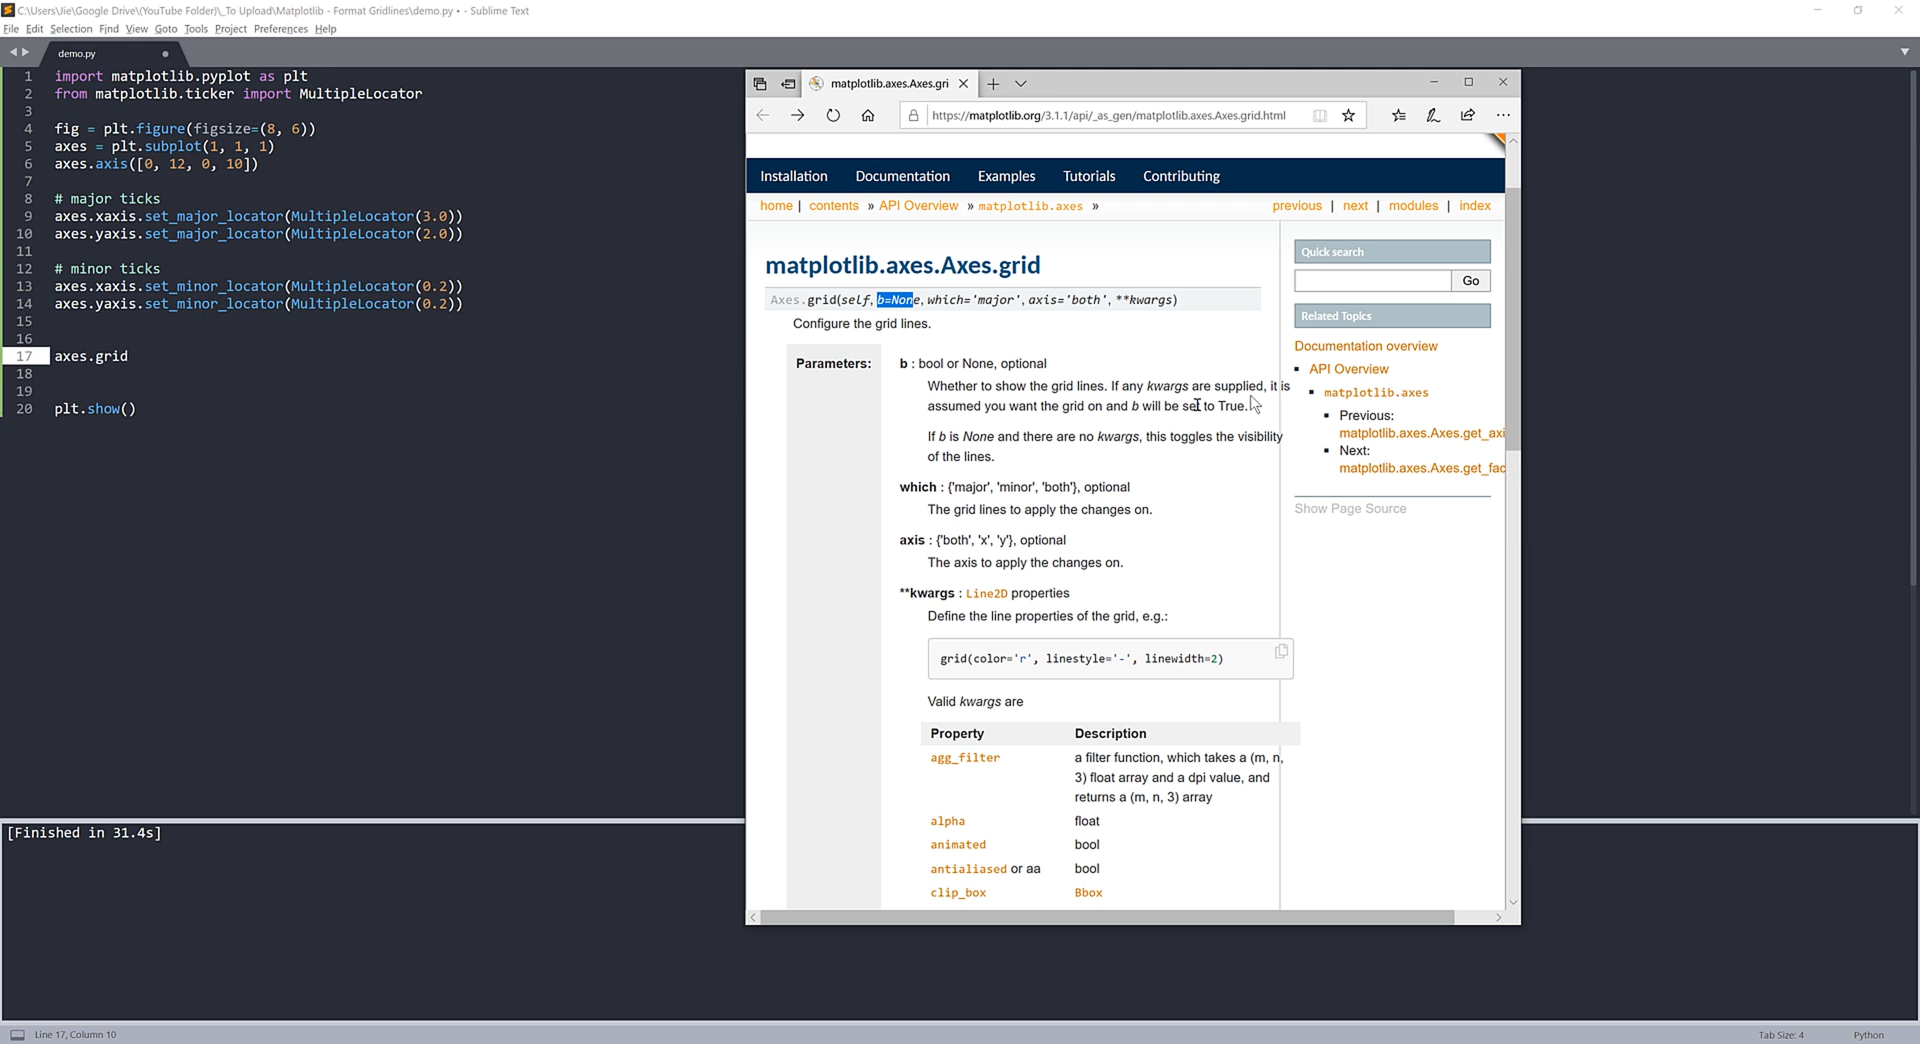 C:\Users\Jie\Google Drive\(YouTube Folder)\_To Upload\Matplotlib - Format Gridlines\demo.py • - Sublime Text
File Edit Selection Find View Goto Tools Project Preferences Help
demo.py
1 import matplotlib.pyplot as plt
2 from matplotlib.ticker import MultipleLocator
3
4 fig = plt.figure(figsize=(8, 6))
5 axes = plt.subplot(1, 1, 1)
6 axes.axis([0, 12, 0, 10])
7
8 # major ticks
9 axes.xaxis.set_major_locator(MultipleLocator(3.0))
10 axes.yaxis.set_major_locator(MultipleLocator(2.0))
11
12 # minor ticks
13 axes.xaxis.set_minor_locator(MultipleLocator(0.2))
14 axes.yaxis.set_minor_locator(MultipleLocator(0.2))
15
16
17 axes.grid
18
19
20 plt.show()
matplotlib.axes.Axes.gri
https://matplotlib.org/3.1.1/api/_as_gen/matplotlib.axes.Axes.grid.html
Installation Documentation Examples Tutorials Contributing
home | contents » API Overview » matplotlib.axes »
previous | next | modules | index
matplotlib.axes.Axes.grid
Axes.grid(self, b=None, which='major', axis='both', **kwargs)
Configure the grid lines.
Parameters:
b : bool or None, optional
Whether to show the grid lines. If any kwargs are supplied, it is
assumed you want the grid on and b will be set to True.
If b is None and there are no kwargs, this toggles the visibility
of the lines.
which : {'major', 'minor', 'both'}, optional
The grid lines to apply the changes on.
axis : {'both', 'x', 'y'}, optional
The axis to apply the changes on.
**kwargs : Line2D properties
Define the line properties of the grid, e.g.:
grid(color='r', linestyle='-', linewidth=2)
Valid kwargs are
Property Description
agg_filter a filter function, which takes a (m, n,
3) float array and a dpi value, and
returns a (m, n, 3) array
alpha float
animated bool
antialiased or aa bool
clip_box Bbox
Quick search
Go
Related Topics
Documentation overview
API Overview
matplotlib.axes
Previous:
matplotlib.axes.Axes.get_axi
Next:
matplotlib.axes.Axes.get_fac
Show Page Source
[Finished in 31.4s]
Line 17, Column 10
Tab Size: 4
Python